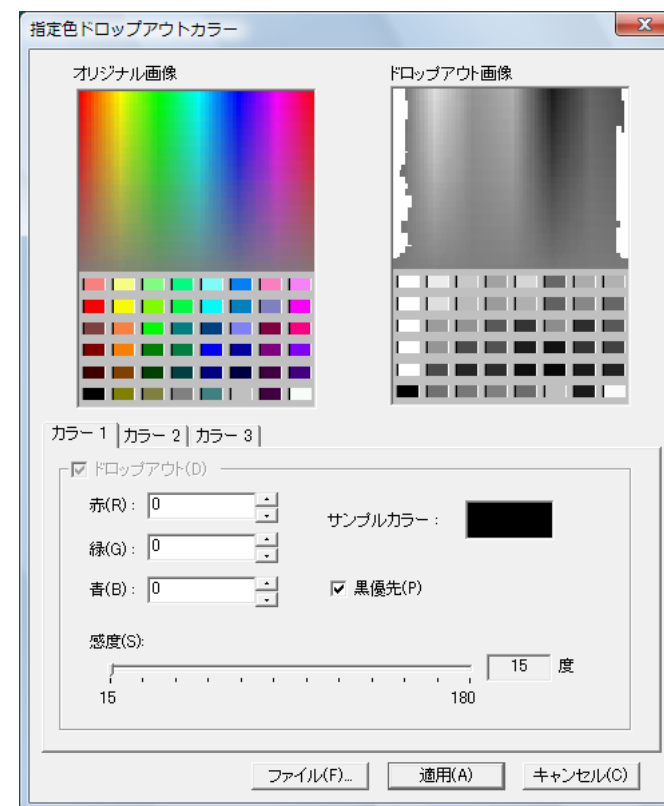 指定色ドロップアウトカラー
オリジナル画像
ドロップアウト画像
カラー 1
カラー 2
カラー 3
ドロップアウト(D)
赤(R) : 0
サンプルカラー :
緑(G) : 0
青(B) : 0
黒優先(P)
感度(S):
15 度
15
180
ファイル(F)...
適用(A)
キャンセル(C)